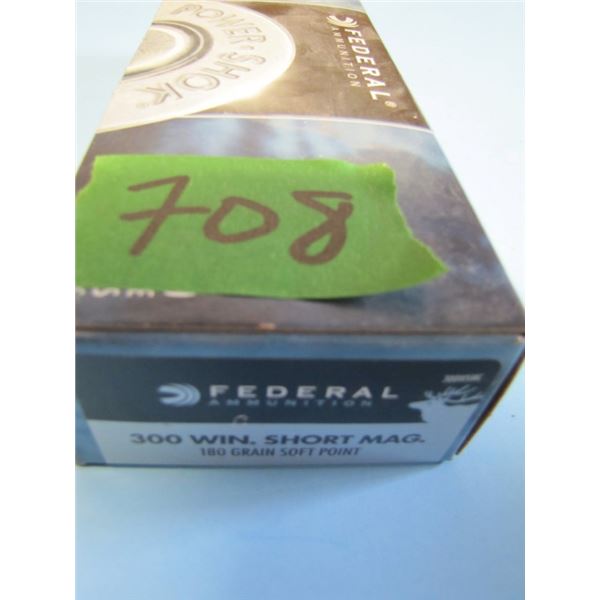 POWER•SHOK®
FEDERAL®
AMMUNITION
708
FEDERAL
AMMUNITION
300 WIN. SHORT MAG.
180 GRAIN SOFT POINT